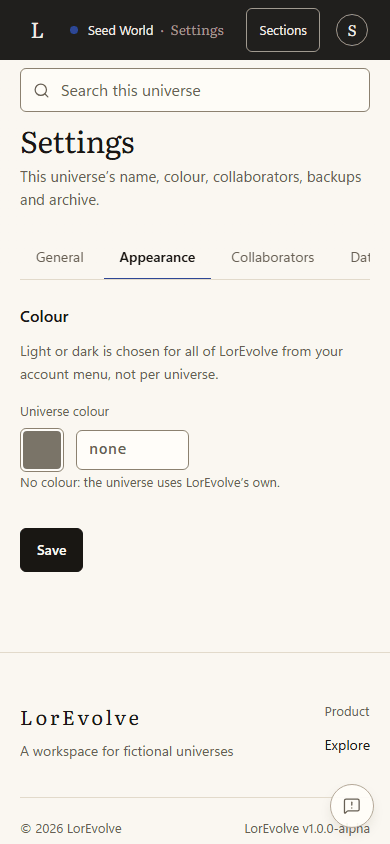 L
Seed World · Settings
Sections
S
Search this universe
Settings
This universe's name, colour, collaborators, backups
and archive.
General
Appearance
Collaborators
Dat
Colour
Light or dark is chosen for all of LorEvolve from your
account menu, not per universe.
Universe colour
none
No colour: the universe uses LorEvolve's own.
Save
LorEvolve
A workspace for fictional universes
Product
Explore
© 2026 LorEvolve
LorEvolve v1.0.0-alpha